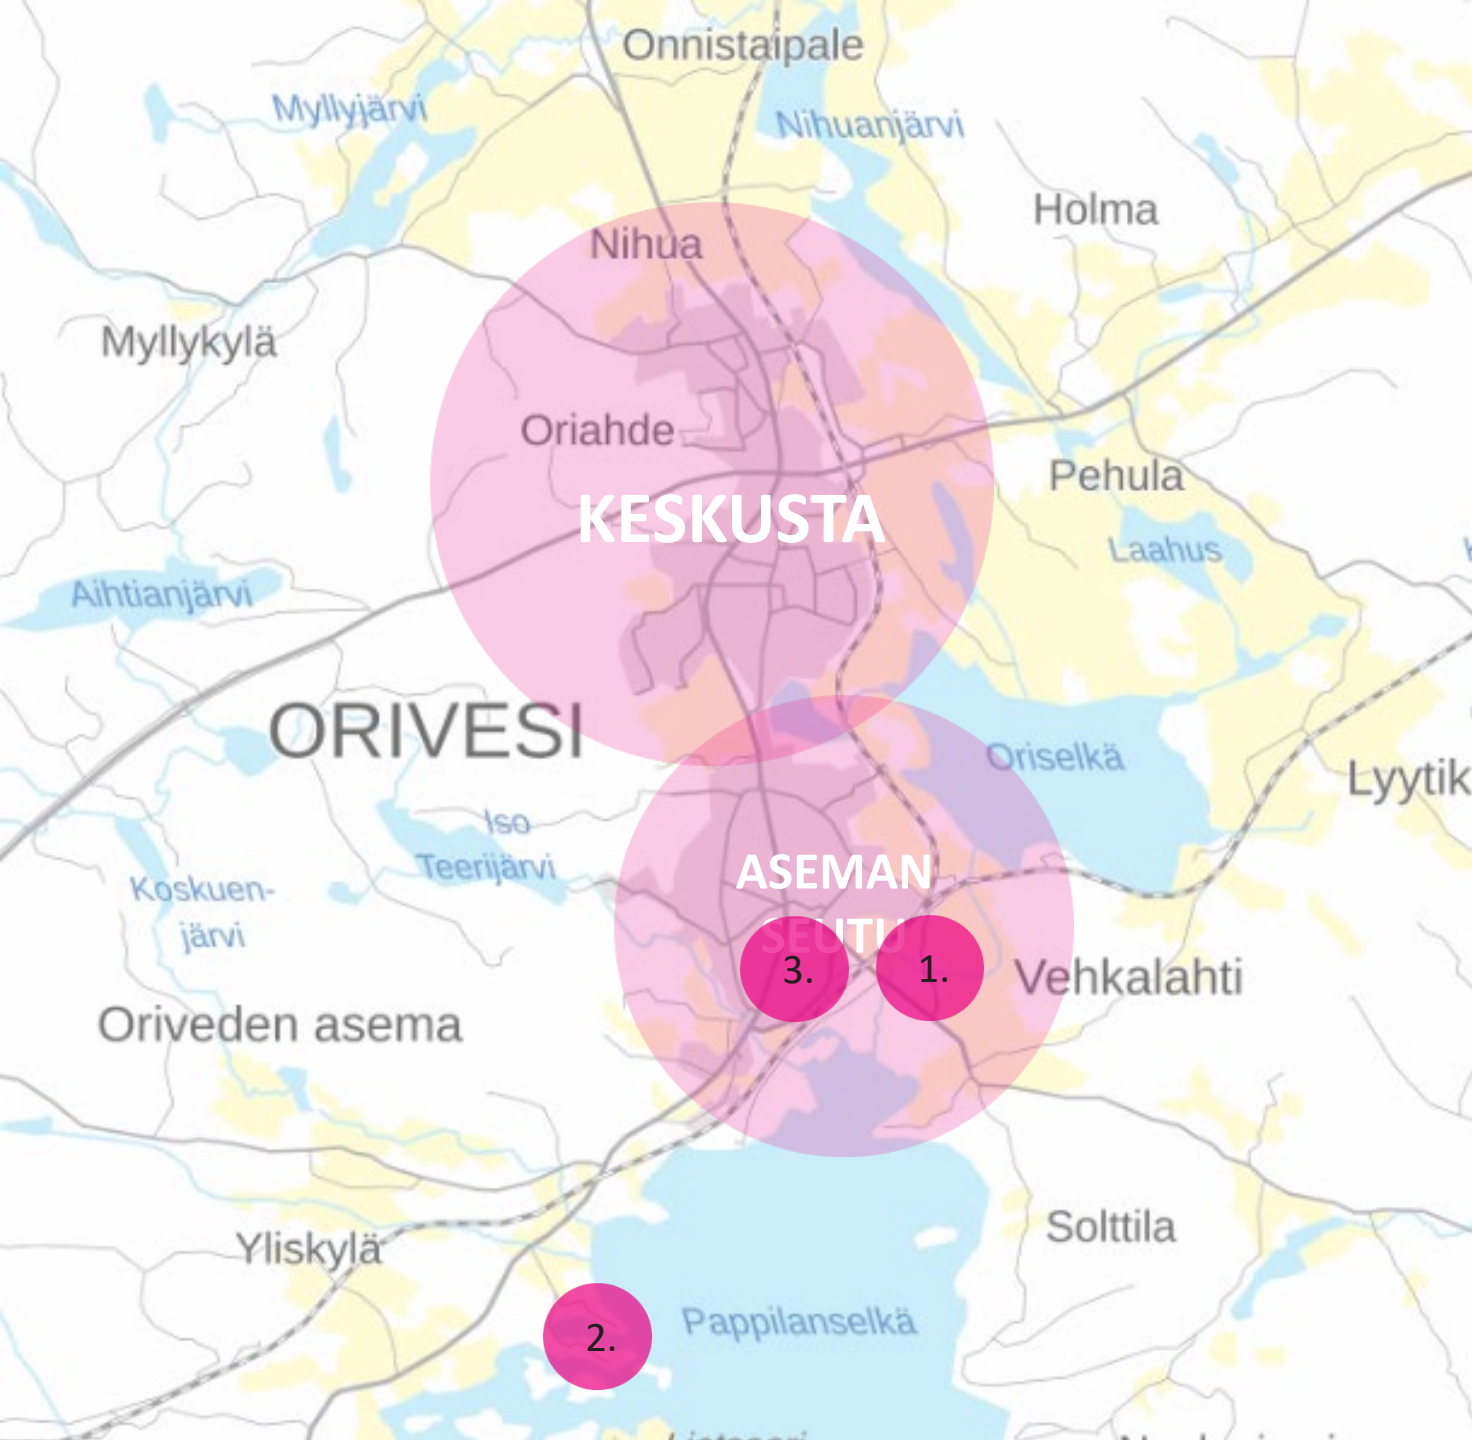 Onnistaipale
Myllyjärvi
Nihuanjärvi
Holma
Nihua
Myllykylä
Oriahde
Pehula
KESKUSTA
Laahus
Aihtianjärvi
ORIVESI
Oriselkä
Lyytik
Iso
Teerijärvi
ASEMAN
SEUTU
Koskuen-
järvi
3.
1.
Vehkalahti
Oriveden asema
Solttila
Yliskylä
Pappilanselkä
2.